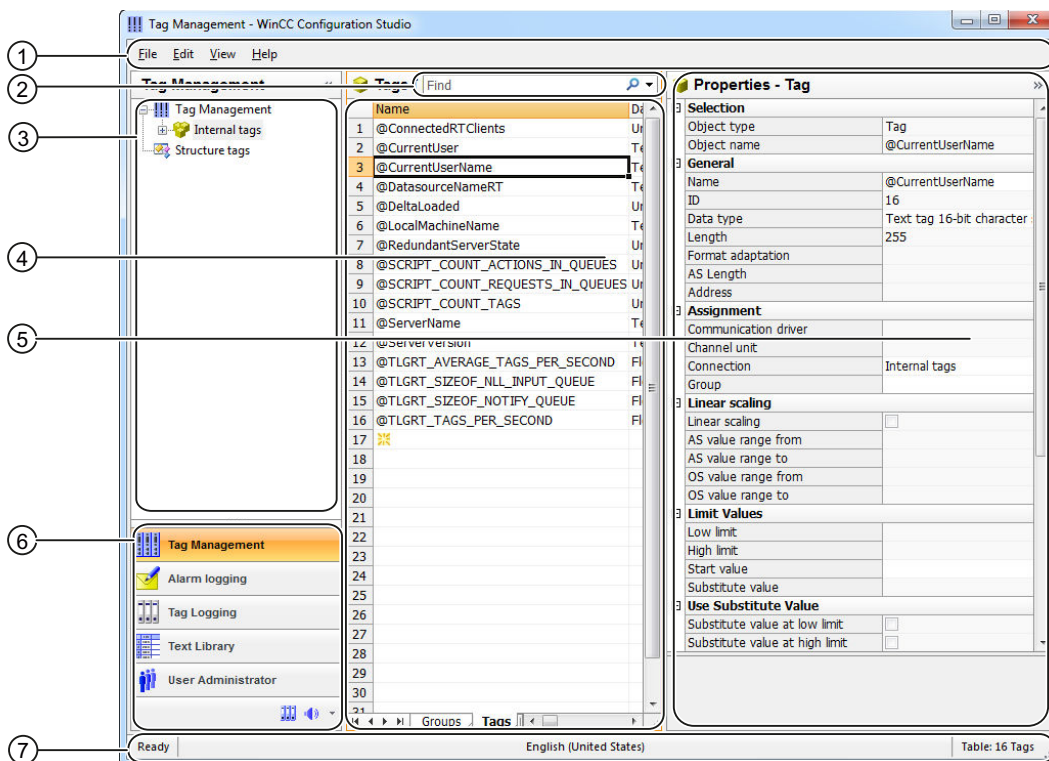 Tag Management - WinCC Configuration Studio
1
File Edit View Help
2
Tag Management
Tags
Find
Properties - Tag
3
Tag Management
Internal tags
Structure tags
Name
1 @ConnectedRTClients
2 @CurrentUser Te
3 @CurrentUserName Te
4 @DatasourceNameRT Te
5 @DeltaLoaded
6 @LocalMachineName Te
7 @RedundantServerState
8 @SCRIPT_COUNT_ACTIONS_IN_QUEUES
9 @SCRIPT_COUNT_REQUESTS_IN_QUEUES
10 @SCRIPT_COUNT_TAGS
11 @ServerName Te
12 @ServerVersion Te
13 @TLGRT_AVERAGE_TAGS_PER_SECOND
14 @TLGRT_SIZEOF_NLL_INPUT_QUEUE
15 @TLGRT_SIZEOF_NOTIFY_QUEUE
16 @TLGRT_TAGS_PER_SECOND
17
18
19
20
21
22
23
24
25
26
27
28
29
30
31
Groups Tags
4
5
Selection
Object type Tag
Object name @CurrentUserName
General
Name @CurrentUserName
ID 16
Data type Text tag 16-bit character
Length 255
Format adaptation
AS Length
Address
Assignment
Communication driver
Channel unit
Connection Internal tags
Group
Linear scaling
Linear scaling
AS value range from
AS value range to
OS value range from
OS value range to
Limit Values
Low limit
High limit
Start value
Substitute value
Use Substitute Value
Substitute value at low limit
Substitute value at high limit
6
Tag Management
Alarm logging
Tag Logging
Text Library
User Administrator
7
Ready English (United States) Table: 16 Tags